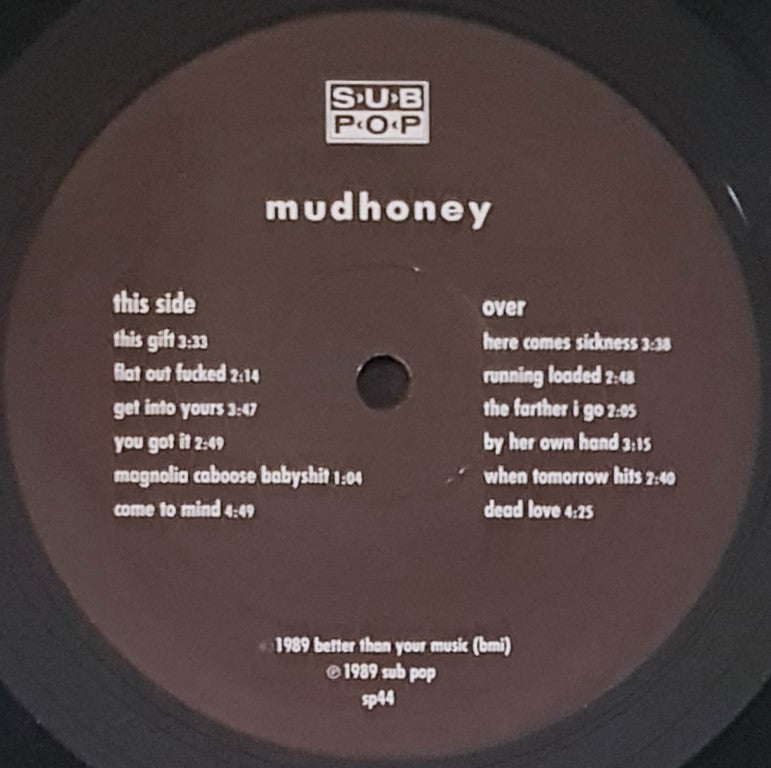 S›U›B
P‹O‹P
mudhoney
this side
this gift 3:33
flat out fucked 2:14
get into yours 3:47
you got it 2:49
magnolia caboose babyshit 1:04
come to mind 4:49
over
here comes sickness 3:38
running loaded 2:48
the farther i go 2:05
by her own hand 3:15
when tomorrow hits 2:40
dead love 4:25
1989 better than your music (bmi)
℗ 1989 sub pop
sp44